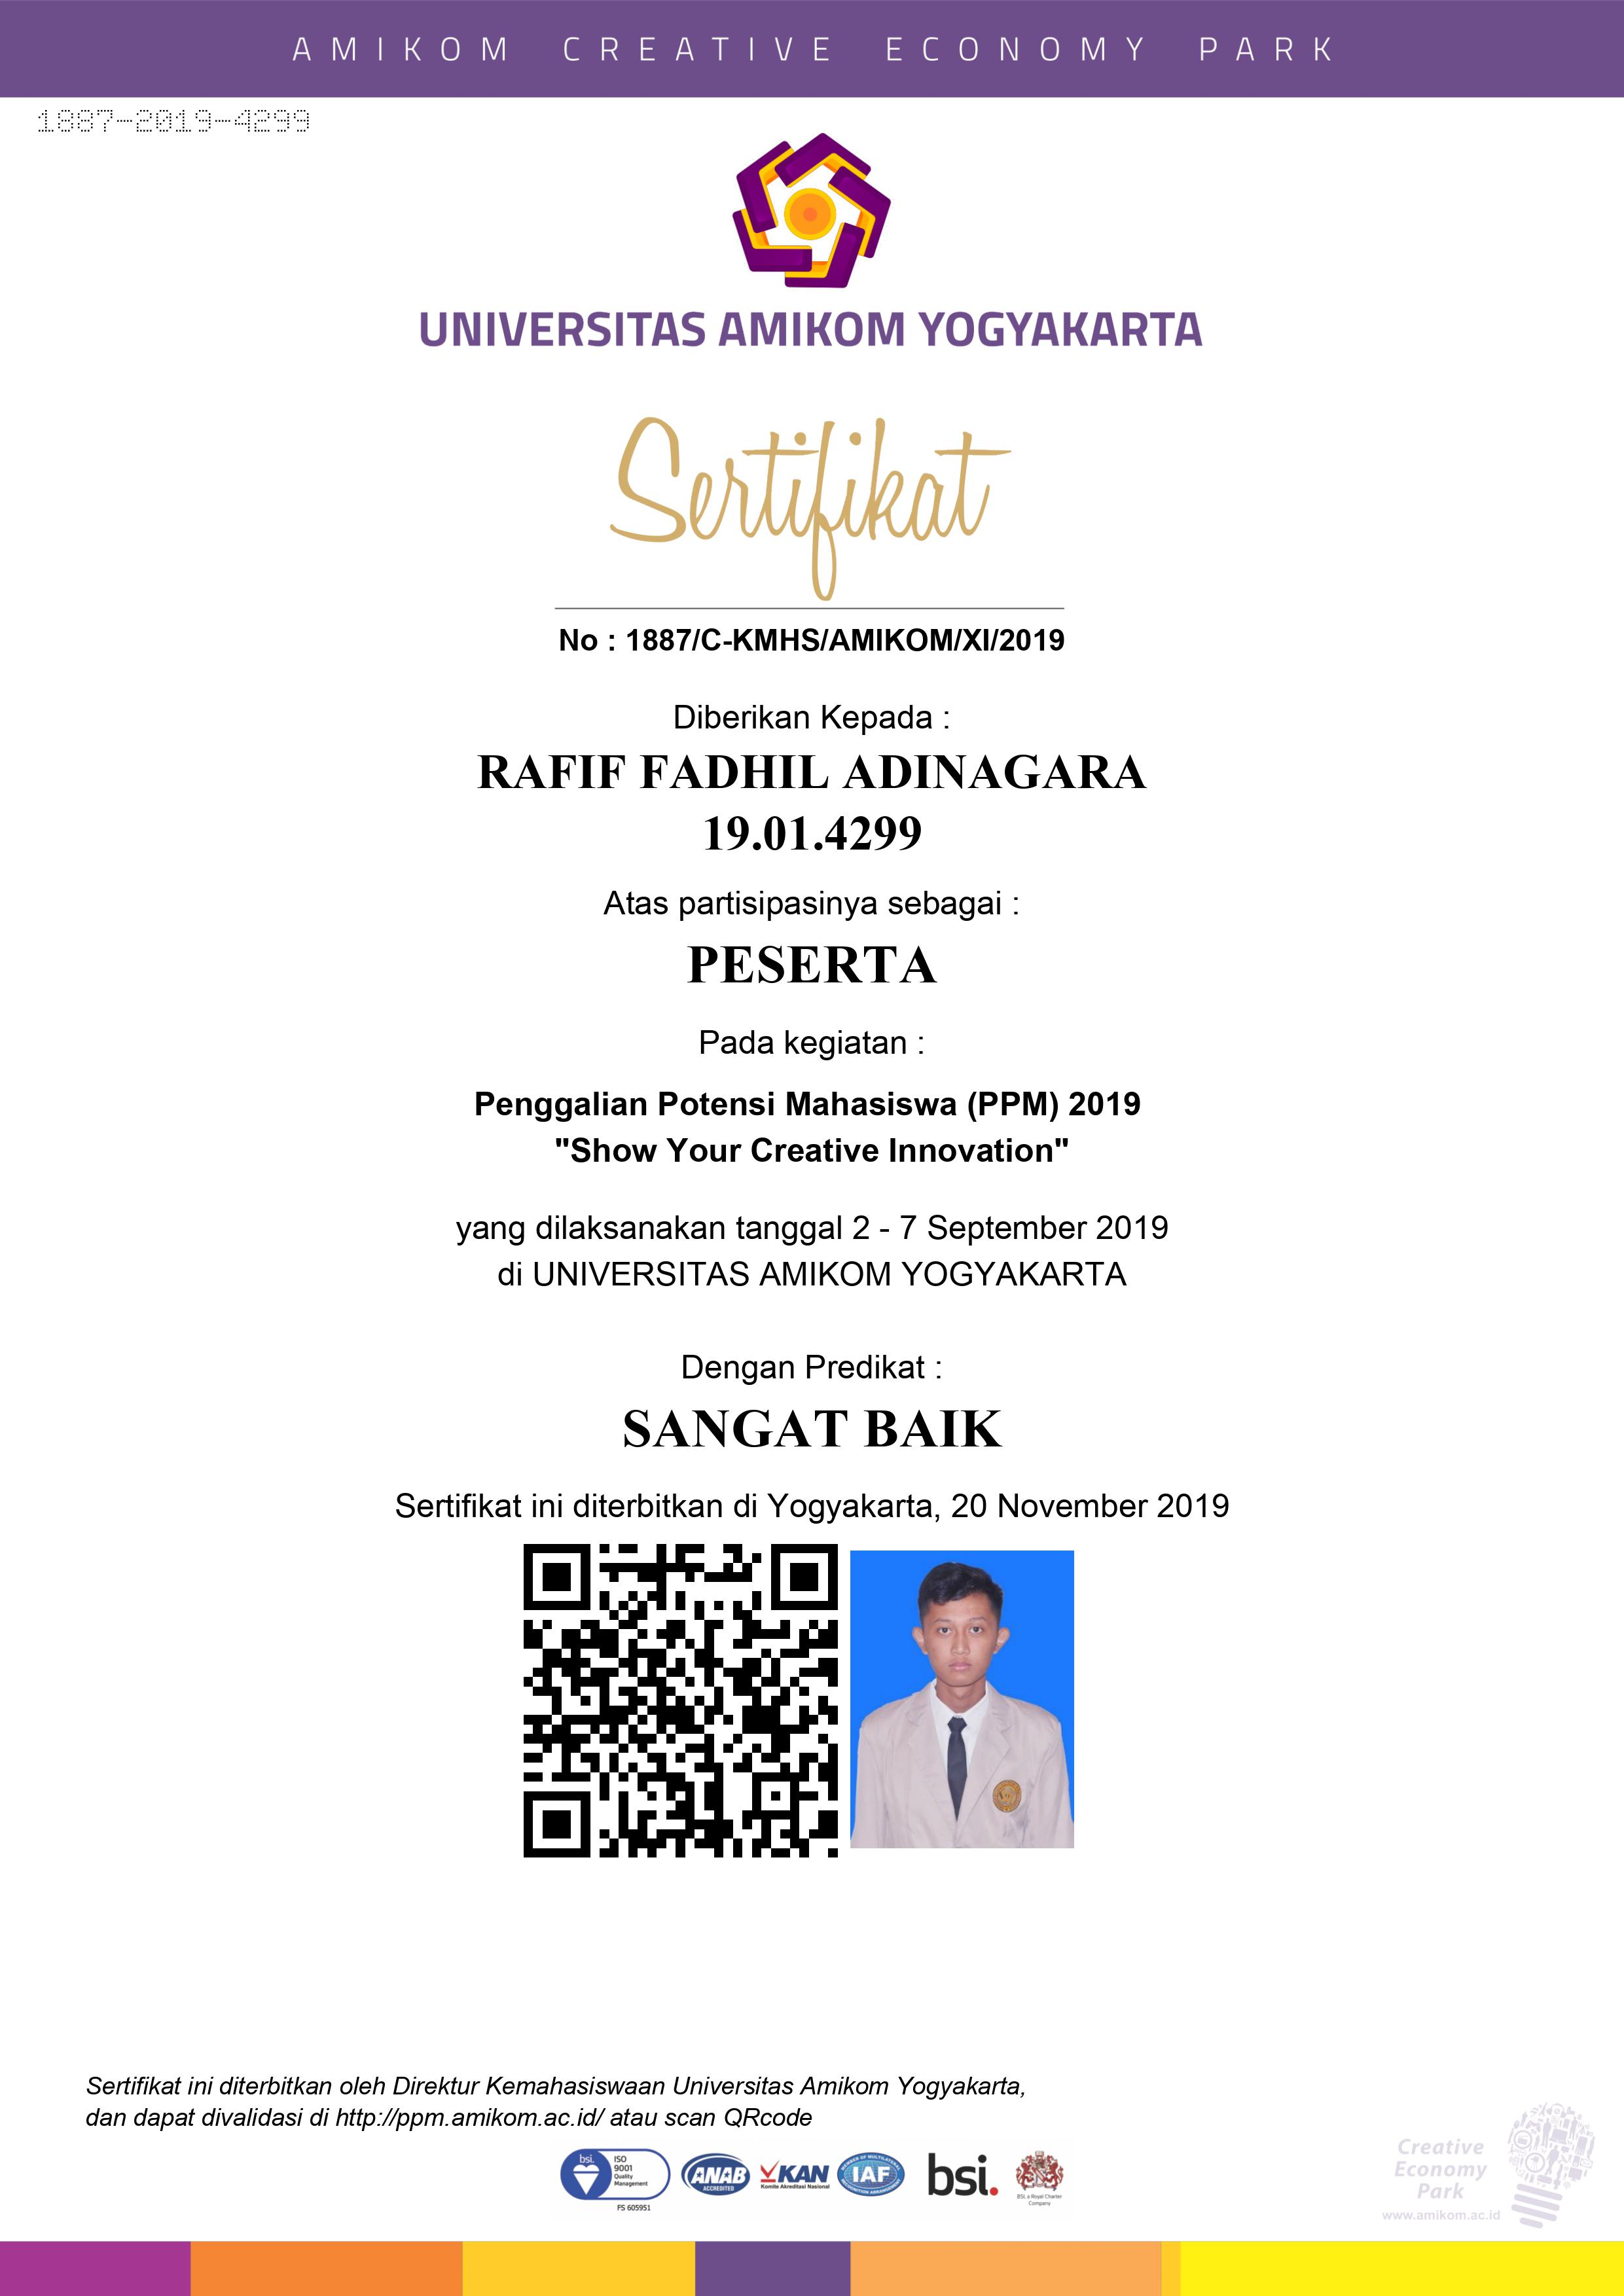 AMIKOM CREATIVE ECONOMY PARK
1887-2019-4299
UNIVERSITAS AMIKOM YOGYAKARTA
Sertifikat
No : 1887/C-KMHS/AMIKOM/XI/2019
Diberikan Kepada :
RAFIF FADHIL ADINAGARA
19.01.4299
Atas partisipasinya sebagai :
PESERTA
Pada kegiatan :
Penggalian Potensi Mahasiswa (PPM) 2019
"Show Your Creative Innovation"
yang dilaksanakan tanggal 2 - 7 September 2019
di UNIVERSITAS AMIKOM YOGYAKARTA
Dengan Predikat :
SANGAT BAIK
Sertifikat ini diterbitkan di Yogyakarta, 20 November 2019
Sertifikat ini diterbitkan oleh Direktur Kemahasiswaan Universitas Amikom Yogyakarta,
dan dapat divalidasi di http://ppm.amikom.ac.id/ atau scan QRcode
bsi.
ISO
9001
Quality
Management
FS 605951
ANAB
ACCREDITED
KAN
Komite Akreditasi Nasional
MEMBER OF MULTILATERAL
IAF
RECOGNITION ARRANGEMENT
bsi.
BSI, a Royal Charter
Company
Creative
Economy
Park
www.amikom.ac.id